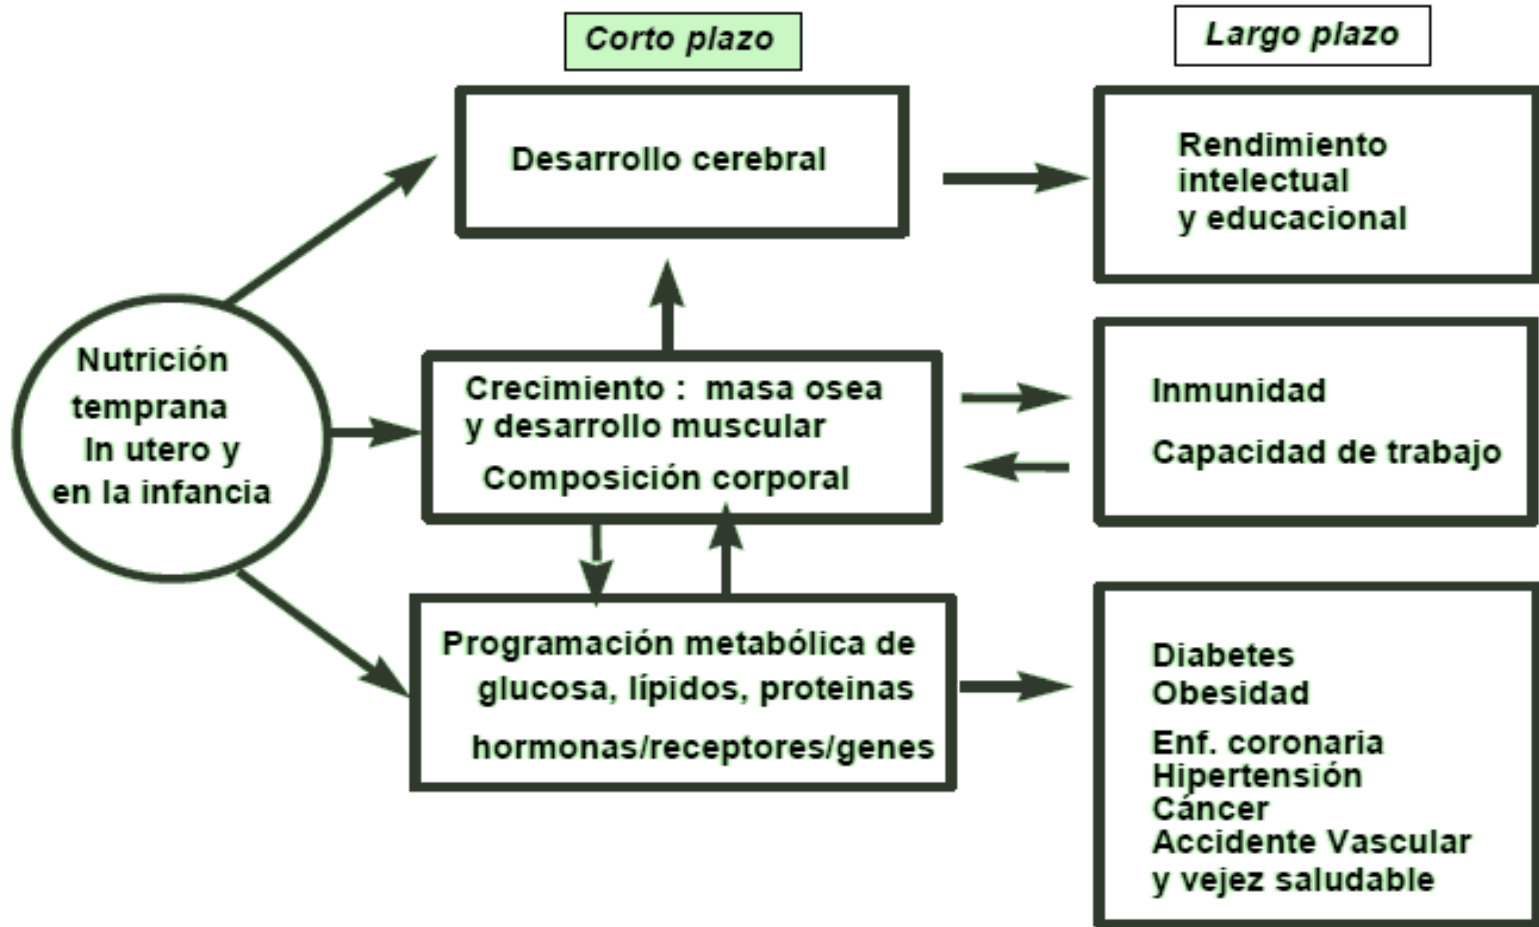 Corto plazo
Largo plazo
Desarrollo cerebral
Rendimiento
intelectual
y educacional
Nutrición
temprana
In utero y
en la infancia
Crecimiento : masa osea
y desarrollo muscular
Composición corporal
Inmunidad
Capacidad de trabajo
Programación metabólica de
glucosa, lípidos, proteinas
hormonas/receptores/genes
Diabetes
Obesidad
Enf. coronaria
Hipertensión
Cáncer
Accidente Vascular
y vejez saludable